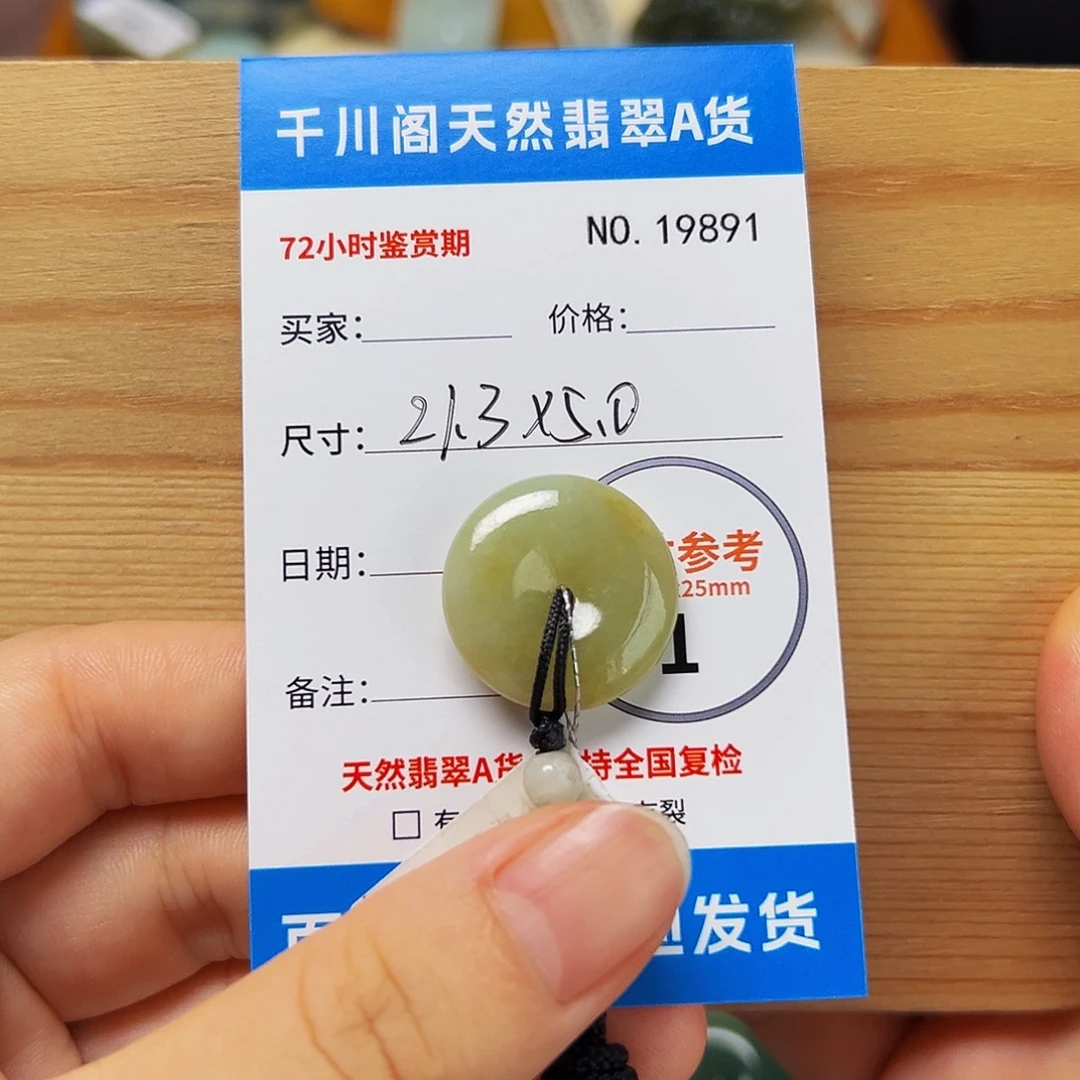 千川阁天然翡翠A货
72小时鉴赏期 NO. 19891
买家: 价格:
尺寸: 21.3X5.0
日期: 参考
25mm
1
备注:
天然翡翠A货 持全国复检
□ 有 裂
发货